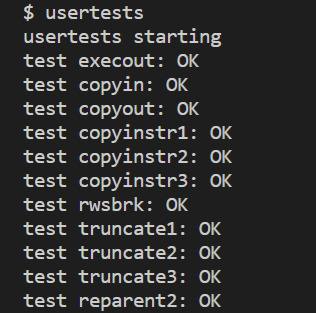 $ usertests
usertests starting
test execout: OK
test copyin: OK
test copyout: OK
test copyinstr1: OK
test copyinstr2: OK
test copyinstr3: OK
test rwsbrk: OK
test truncate1: OK
test truncate2: OK
test truncate3: OK
test reparent2: OK